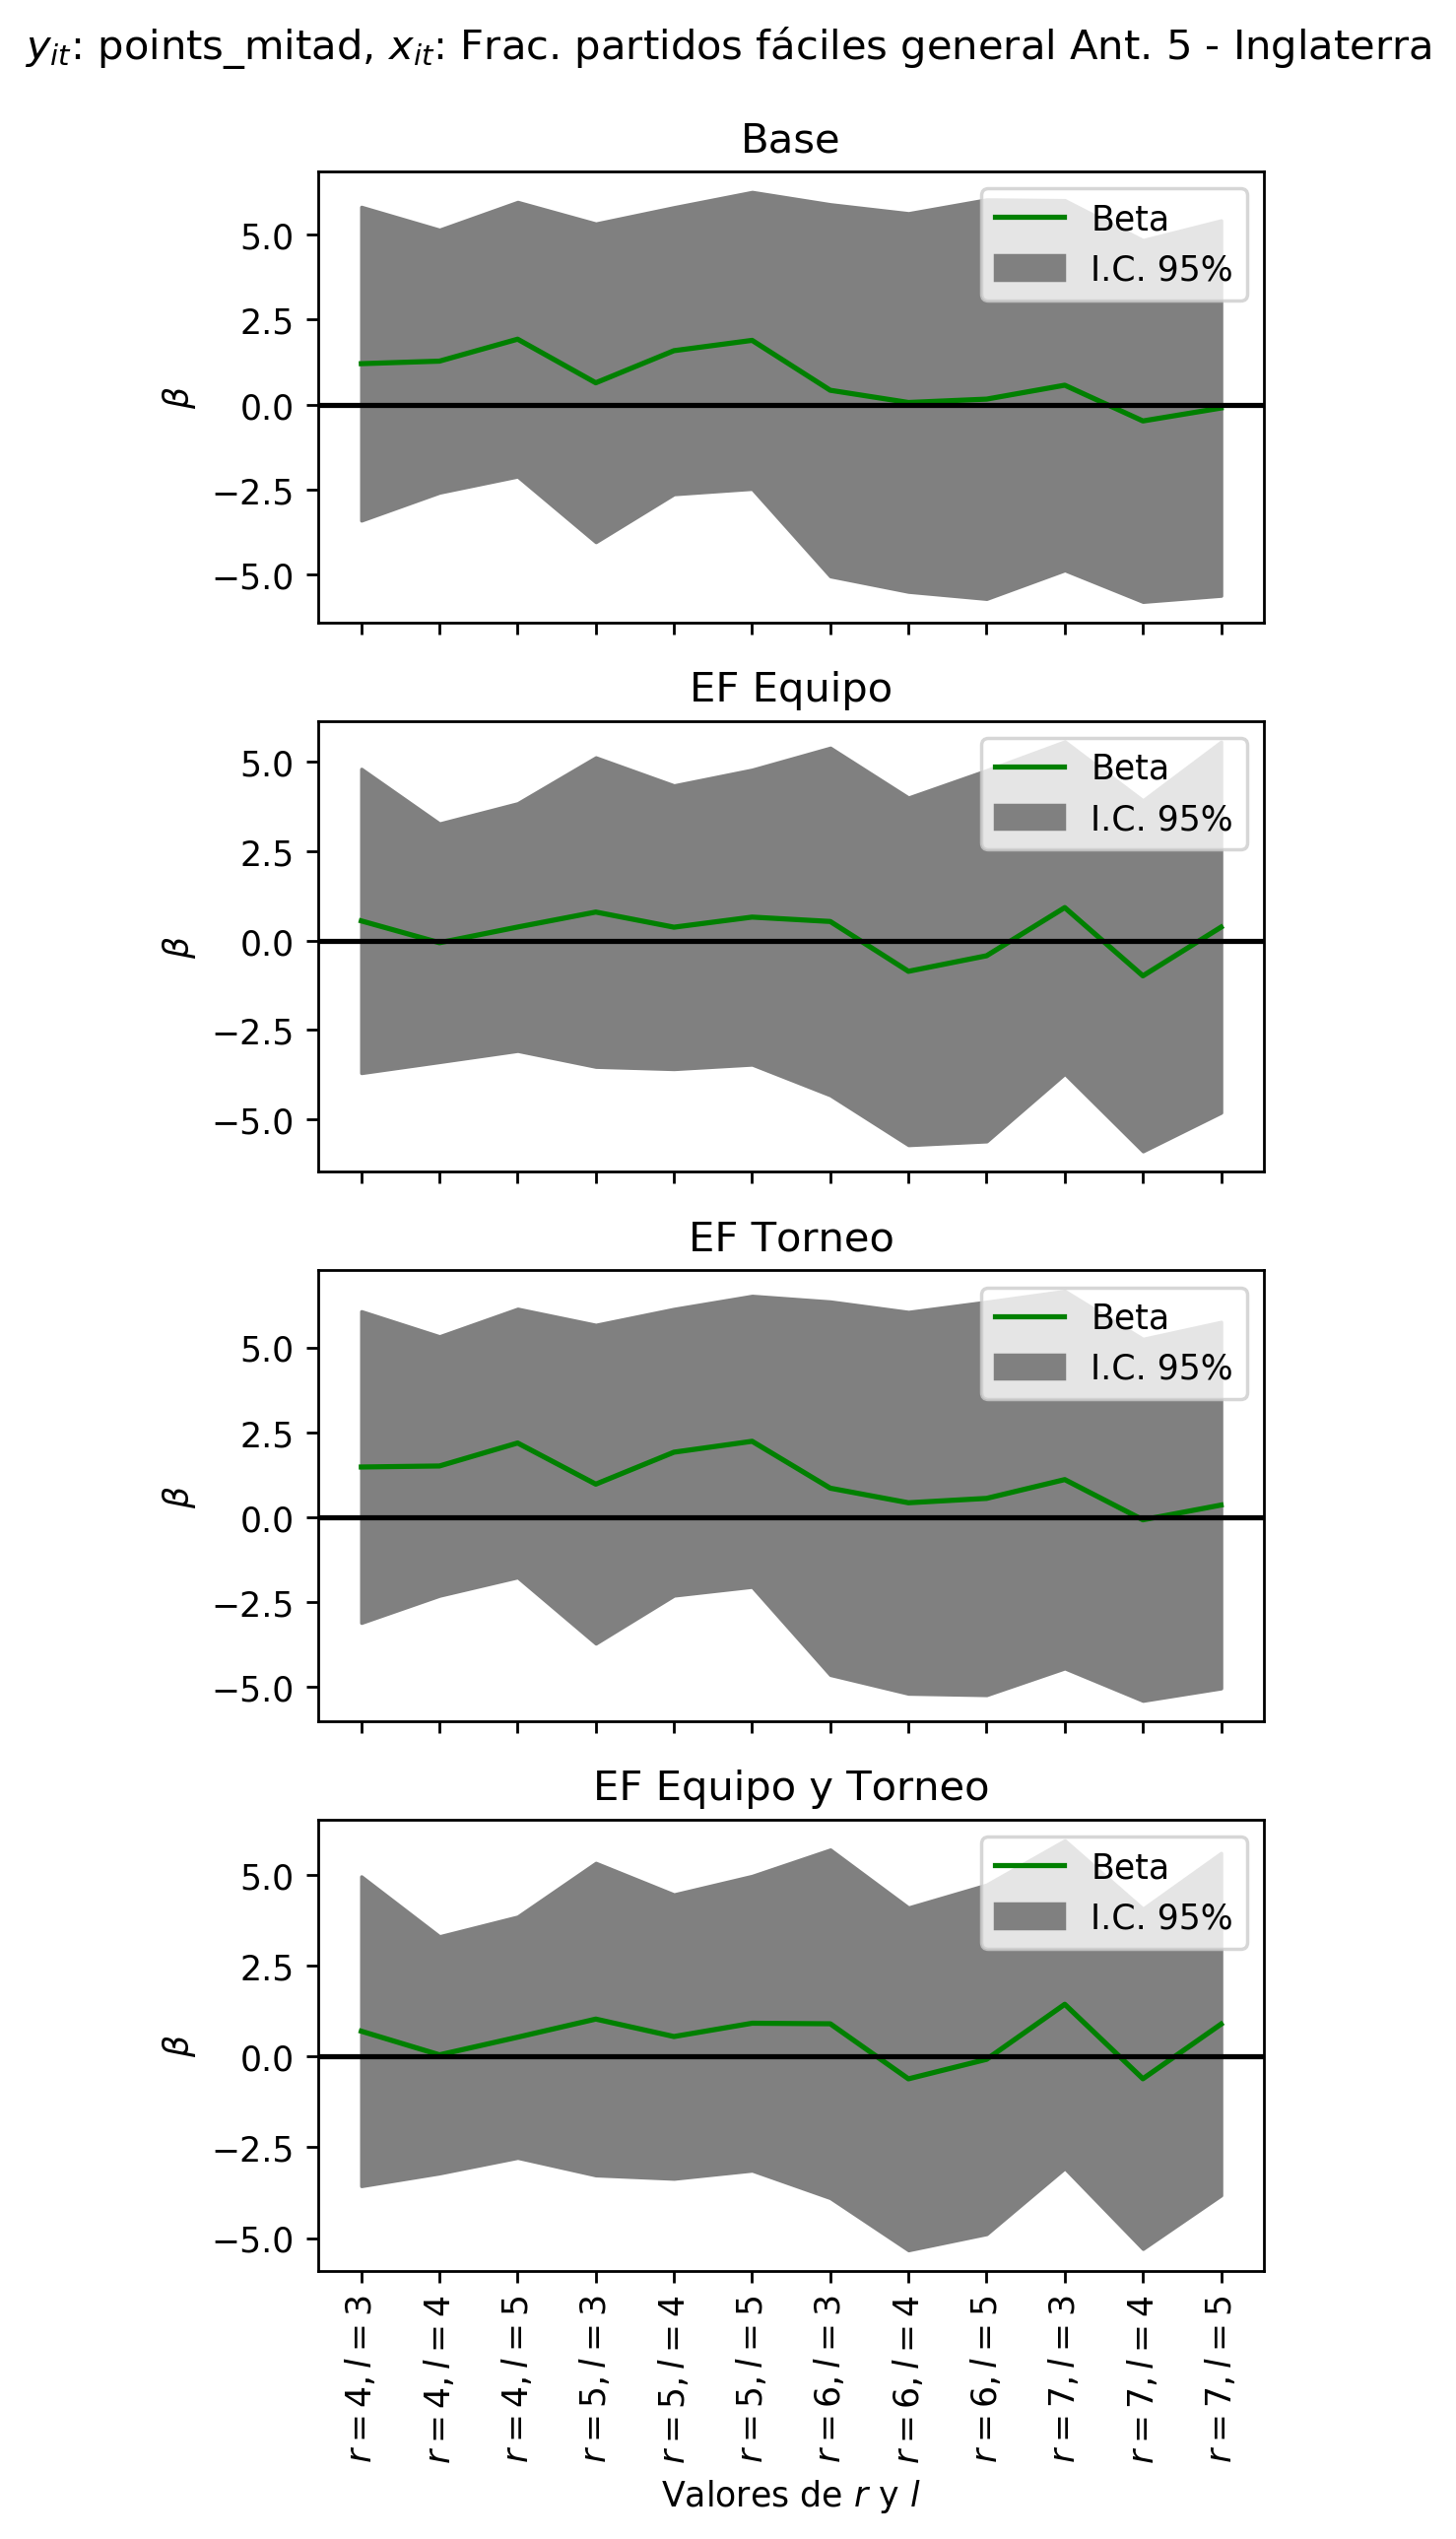 y_it: points_mitad, x_it: Frac. partidos fáciles general Ant. 5 - Inglaterra
Base
Beta
I.C. 95%
5.0
2.5
0.0
−2.5
−5.0
β
EF Equipo
Beta
I.C. 95%
5.0
2.5
0.0
−2.5
−5.0
β
EF Torneo
Beta
I.C. 95%
5.0
2.5
0.0
−2.5
−5.0
β
EF Equipo y Torneo
Beta
I.C. 95%
5.0
2.5
0.0
−2.5
−5.0
β
r = 4, l = 3
r = 4, l = 4
r = 4, l = 5
r = 5, l = 3
r = 5, l = 4
r = 5, l = 5
r = 6, l = 3
r = 6, l = 4
r = 6, l = 5
r = 7, l = 3
r = 7, l = 4
r = 7, l = 5
Valores de r y l